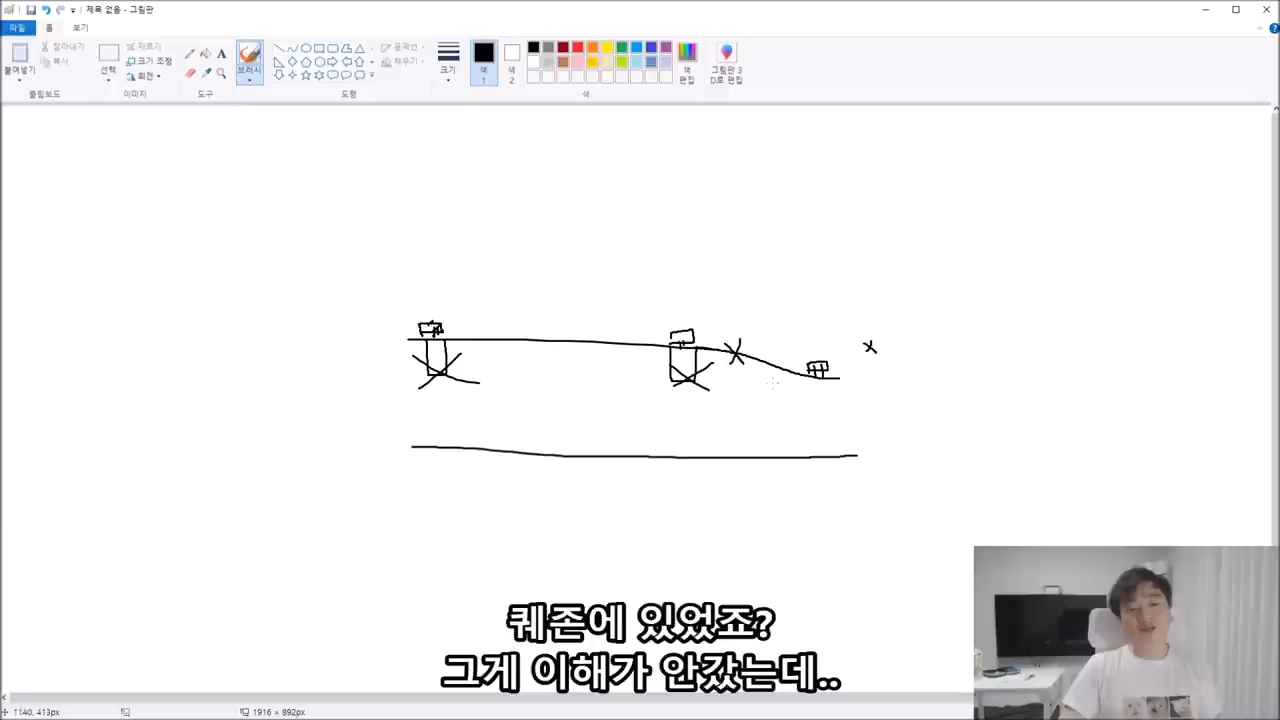 제목 없음 - 그림판
파일 홈 보기
붙여넣기
잘라내기
복사
클립보드
선택
자르기
크기 조정
회전
이미지
A
도구
브러시
윤곽선
채우기
도형
크기
색 1
색 2
색 편집
그림판 3D로 편집
색
퀘존에 있었죠?
그게 이해가 안갔는데..
1140, 413px
1916 × 892px